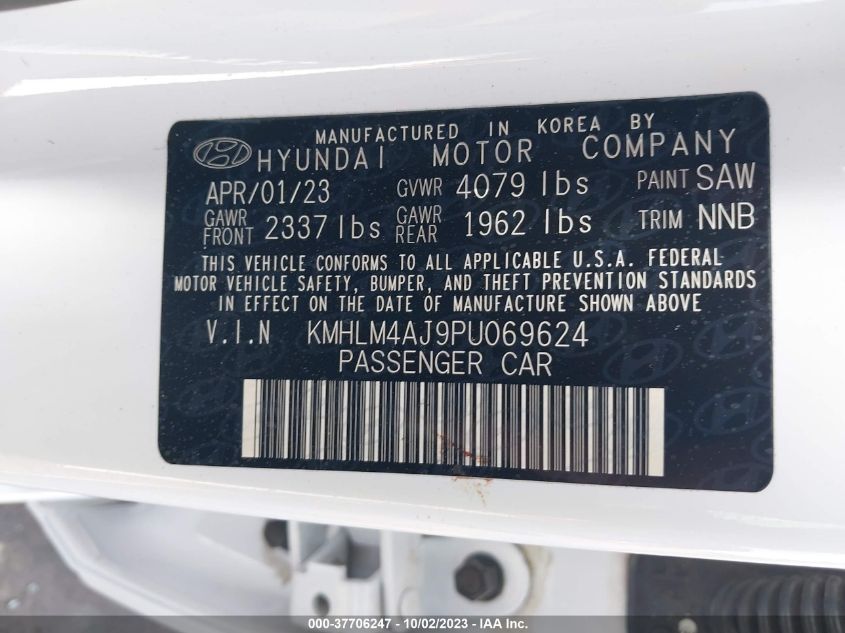 MANUFACTURED IN KOREA BY
HYUNDAI MOTOR COMPANY
APR/01/23 GVWR 4079 lbs PAINT SAW
GAWR FRONT 2337 lbs GAWR REAR 1962 lbs TRIM NNB
THIS VEHICLE CONFORMS TO ALL APPLICABLE U.S.A. FEDERAL
MOTOR VEHICLE SAFETY, BUMPER, AND THEFT PREVENTION STANDARDS
IN EFFECT ON THE DATE OF MANUFACTURE SHOWN ABOVE
V.I.N KMHLM4AJ9PU069624
PASSENGER CAR
000-37706247 - 10/02/2023 - IAA Inc.